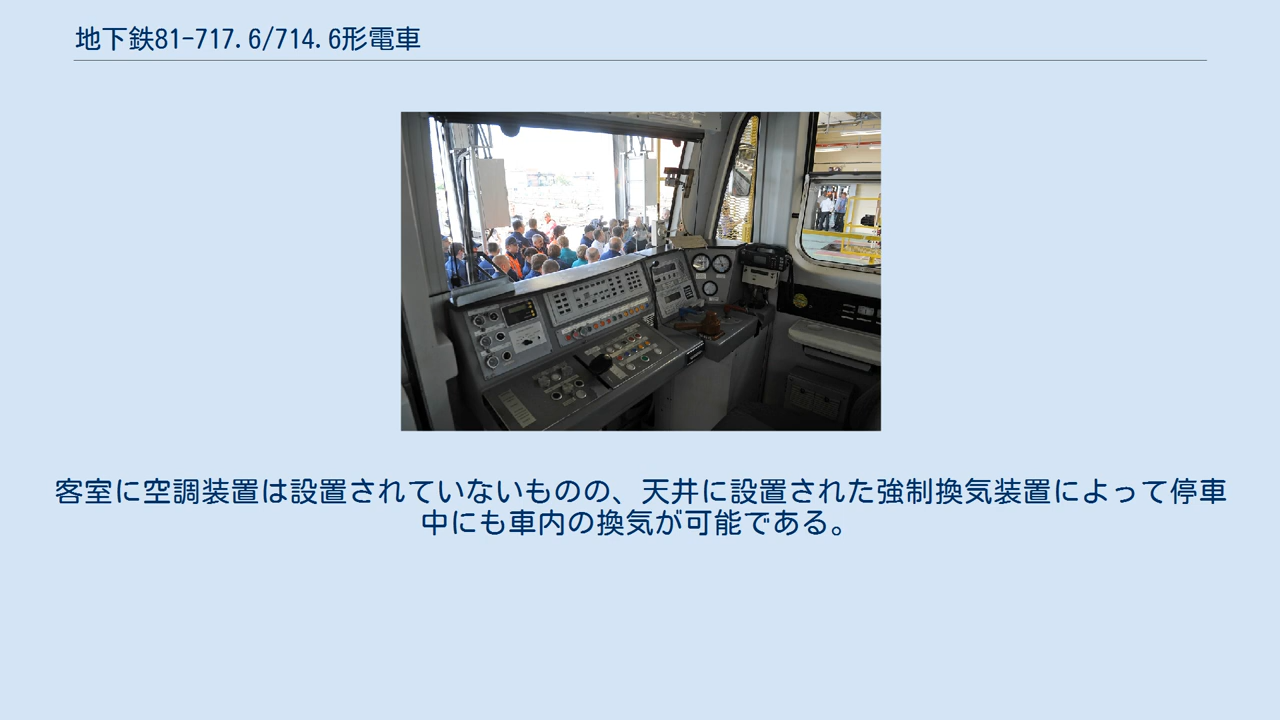 地下鉄81-717.6/714.6形電車
客室に空調装置は設置されていないものの、天井に設置された強制換気装置によって停車
中にも車内の換気が可能である。